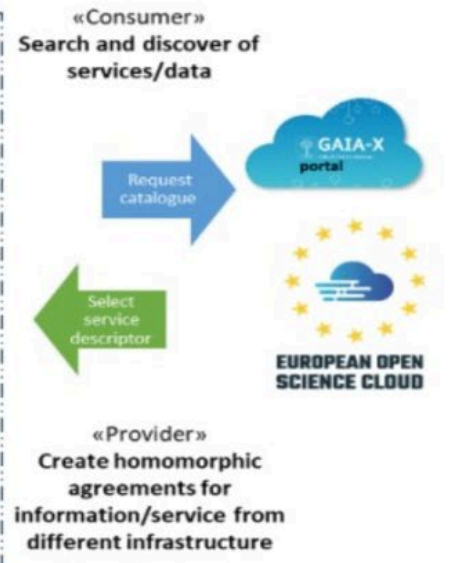 «Consumer»
Search and discover of
services/data
GAIA-X
portal
Request
catalogue
Select
service
descriptor
EUROPEAN OPEN
SCIENCE CLOUD
«Provider»
Create homomorphic
agreements for
information/service from
different infrastructure